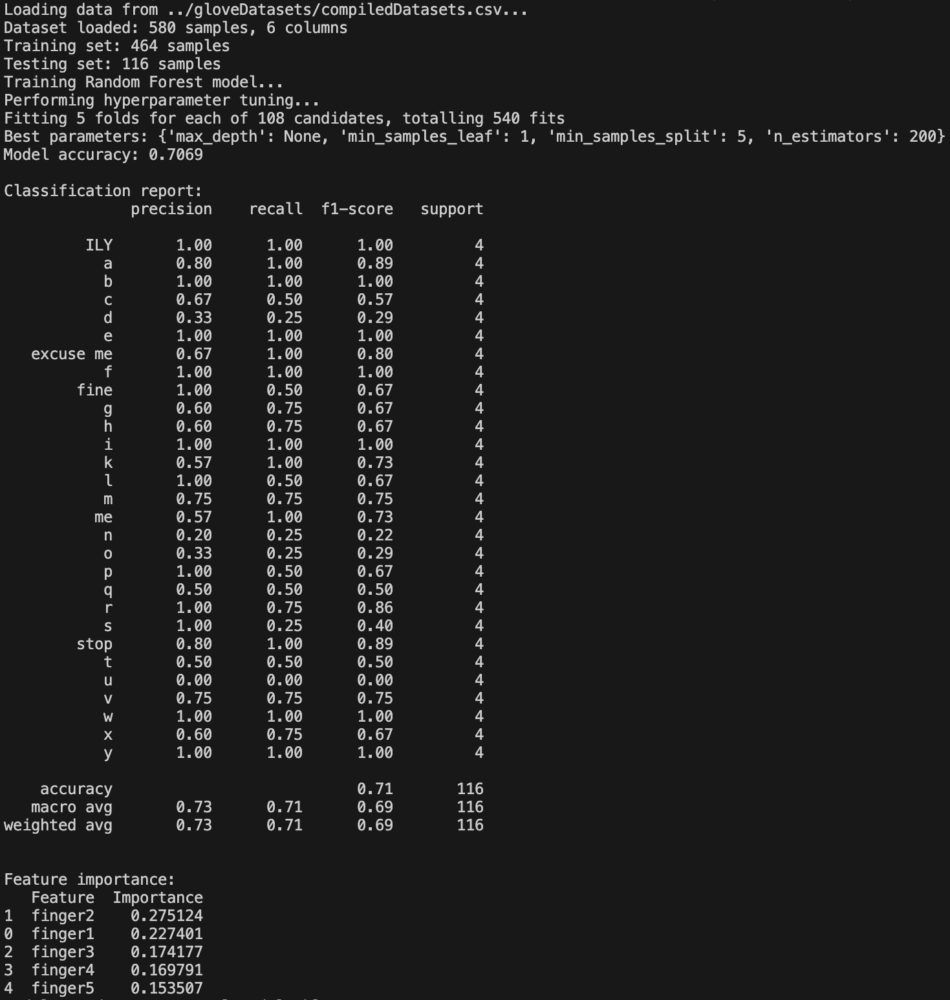 Loading data from ../gloveDatasets/compiledDatasets.csv...
Dataset loaded: 580 samples, 6 columns
Training set: 464 samples
Testing set: 116 samples
Training Random Forest model...
Performing hyperparameter tuning...
Fitting 5 folds for each of 108 candidates, totalling 540 fits
Best parameters: {'max_depth': None, 'min_samples_leaf': 1, 'min_samples_split': 5, 'n_estimators': 200}
Model accuracy: 0.7069
Classification report:
precision recall f1-score support
ILY 1.00 1.00 1.00 4
a 0.80 1.00 0.89 4
b 1.00 1.00 1.00 4
c 0.67 0.50 0.57 4
d 0.33 0.25 0.29 4
e 1.00 1.00 1.00 4
excuse me 0.67 1.00 0.80 4
f 1.00 1.00 1.00 4
fine 1.00 0.50 0.67 4
g 0.60 0.75 0.67 4
h 0.60 0.75 0.67 4
i 1.00 1.00 1.00 4
k 0.57 1.00 0.73 4
l 1.00 0.50 0.67 4
m 0.75 0.75 0.75 4
me 0.57 1.00 0.73 4
n 0.20 0.25 0.22 4
o 0.33 0.25 0.29 4
p 1.00 0.50 0.67 4
q 0.50 0.50 0.50 4
r 1.00 0.75 0.86 4
s 1.00 0.25 0.40 4
stop 0.80 1.00 0.89 4
t 0.50 0.50 0.50 4
u 0.00 0.00 0.00 4
v 0.75 0.75 0.75 4
w 1.00 1.00 1.00 4
x 0.60 0.75 0.67 4
y 1.00 1.00 1.00 4
accuracy 0.71 116
macro avg 0.73 0.71 0.69 116
weighted avg 0.73 0.71 0.69 116
Feature importance:
Feature Importance
1 finger2 0.275124
0 finger1 0.227401
2 finger3 0.174177
3 finger4 0.169791
4 finger5 0.153507